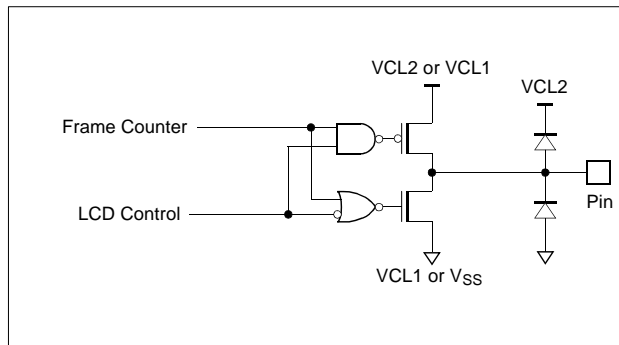 VCL2 or VCL1
VCL2
Frame Counter
LCD Control
Pin
VCL1 or VSS